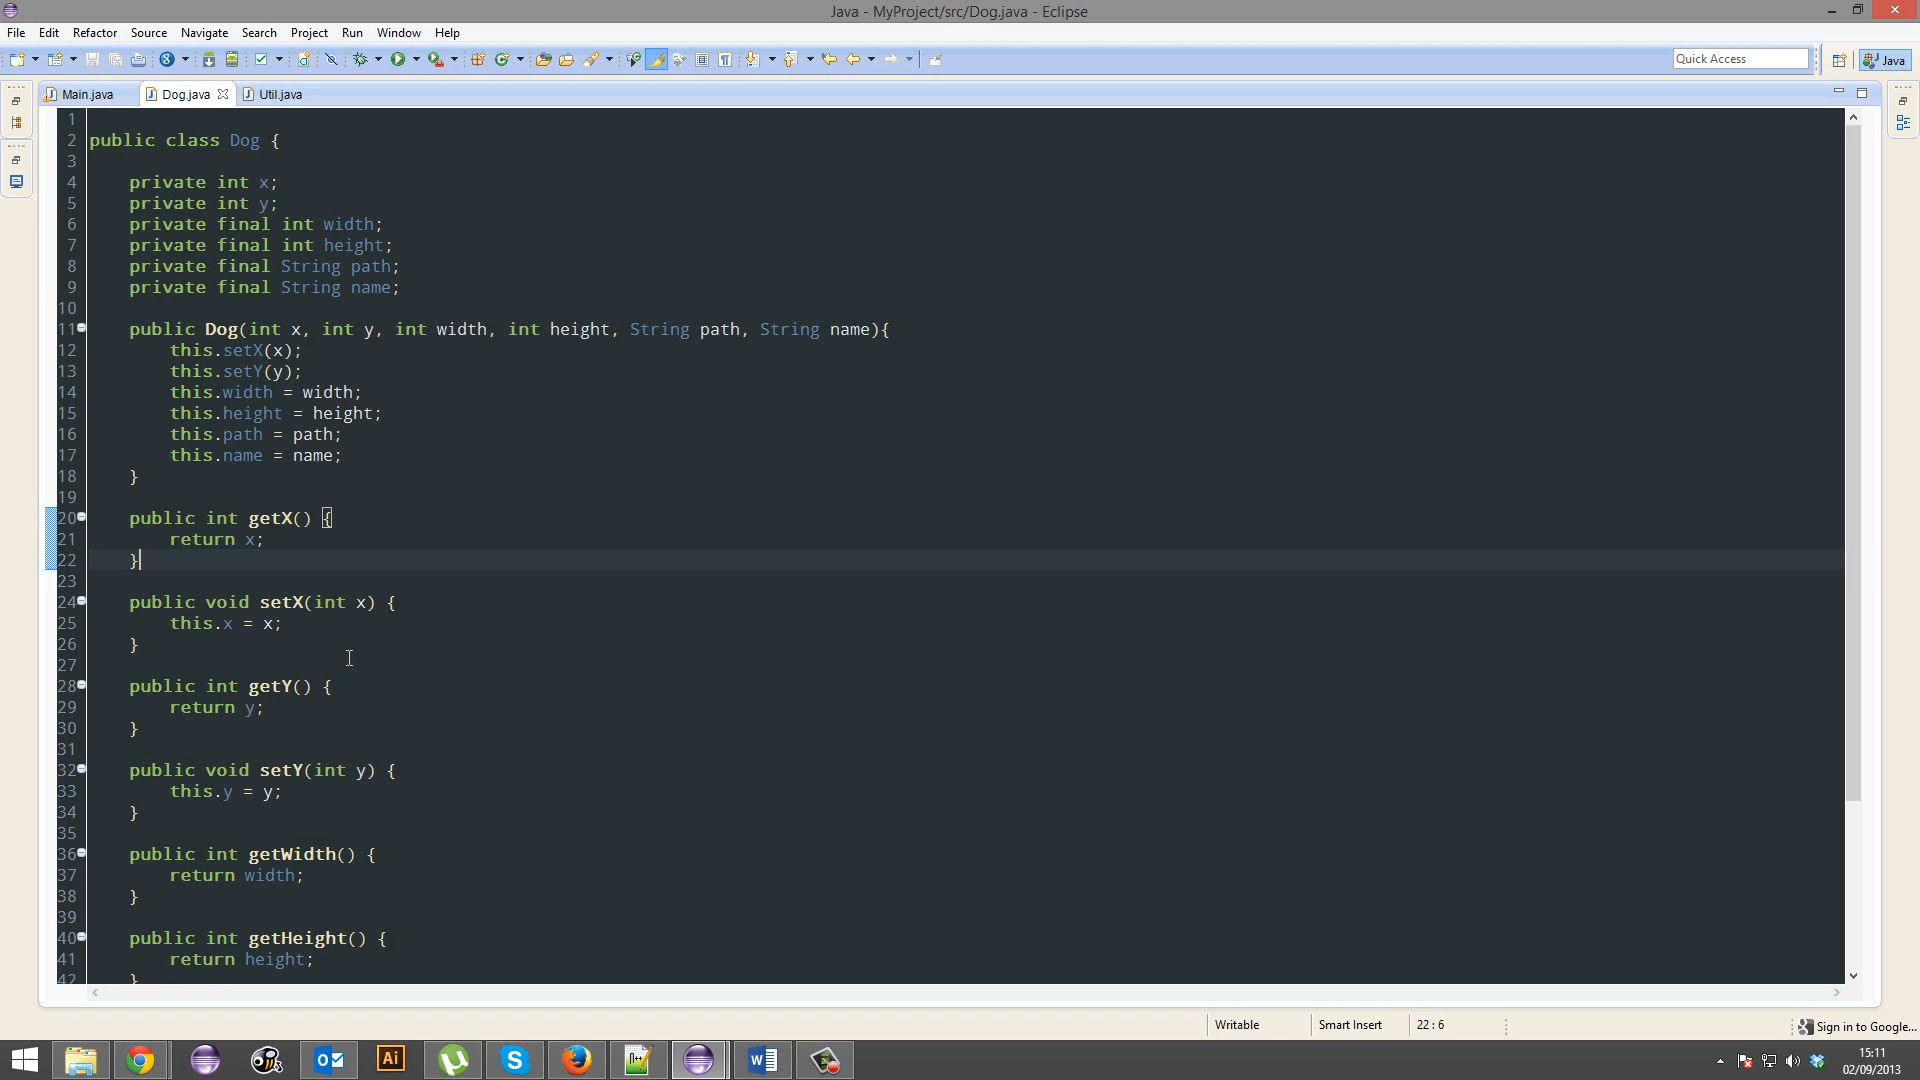 Java - MyProject/src/Dog.java - Eclipse
File Edit Refactor Source Navigate Search Project Run Window Help
Quick Access
Java
Main.java
Dog.java
Util.java
1
2 public class Dog {
3
4 private int x;
5 private int y;
6 private final int width;
7 private final int height;
8 private final String path;
9 private final String name;
10
11 public Dog(int x, int y, int width, int height, String path, String name){
12 this.setX(x);
13 this.setY(y);
14 this.width = width;
15 this.height = height;
16 this.path = path;
17 this.name = name;
18 }
19
20 public int getX() {
21 return x;
22 }
23
24 public void setX(int x) {
25 this.x = x;
26 }
27
28 public int getY() {
29 return y;
30 }
31
32 public void setY(int y) {
33 this.y = y;
34 }
35
36 public int getWidth() {
37 return width;
38 }
39
40 public int getHeight() {
41 return height;
42 }
Writable
Smart Insert
22 : 6
Sign in to Google...
Ai
15:11
02/09/2013